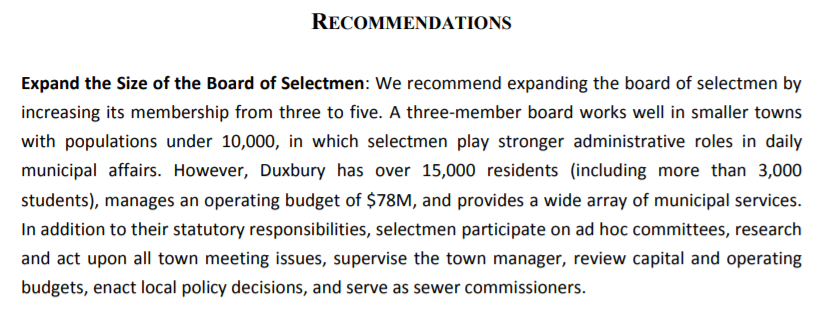 RECOMMENDATIONS
Expand the Size of the Board of Selectmen: We recommend expanding the board of selectmen by
increasing its membership from three to five. A three-member board works well in smaller towns
with populations under 10,000, in which selectmen play stronger administrative roles in daily
municipal affairs. However, Duxbury has over 15,000 residents (including more than 3,000
students), manages an operating budget of $78M, and provides a wide array of municipal services.
In addition to their statutory responsibilities, selectmen participate on ad hoc committees, research
and act upon all town meeting issues, supervise the town manager, review capital and operating
budgets, enact local policy decisions, and serve as sewer commissioners.